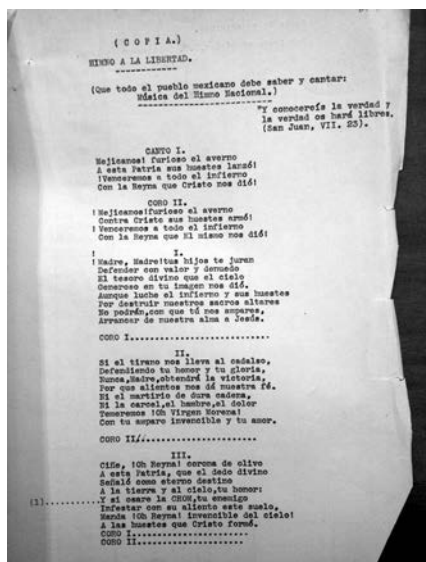 ( C O P I A.)
HIMNO A LA LIBERTAD.
(Que todo el pueblo mexicano debe saber y cantar:
Música del Himno Nacional.)
"Y conocereís la verdad y
la verdad os hará libres.
(San Juan, VII. 23).
CANTO I.
Mejicanos! furioso el averno
A esta Patria sus huestes lanzó!
!Venceremos a todo el infierno
Con la Reyna que Cristo nos dió!
CORO II.
!Mejicanos!furioso el averno
Contra Cristo sus huestes armó!
!Venceremos a todo el infierno
Con la Reyna que El mismo nos dió!
! I.
!Madre, Madre!tus hijos te juran
Defender con valor y denuedo
El tesoro divino que el cielo
Generoso en tu imagen nos dió.
Aunque luche el infierno y sus huestes
Por destruir nuestros sacros altares
No podrán,con que tú nos ampares,
Arrancar de nuestra alma a Jesús.
CORO I.........................
II.
Si el tirano nos lleva al cadalso,
Defendiendo tu honor y tu gloria,
Nunca,Madre,obtendrá la victoria,
Por que alientos nos dá nuestra fé.
Ni el martirio de dura cadena,
Ni la carcel,el hambre,el dolor
Temeremos !Oh Virgen Morena!
Con tu amparo invencible y tu amor.
CORO II//......................
III.
Ciñe, !Oh Reyna! corona de olivo
A esta Patria, que el dedo divino
Señaló como eterno destino
A la tierra y al cielo,tu honor:
(1)..........Y si osare la CROM,tu enemigo
Infestar con su aliento este suelo,
Manda !Oh Reyna! invencible del cielo!
A las huestes que Cristo formó.
CORO I.....................
CORO II.....................